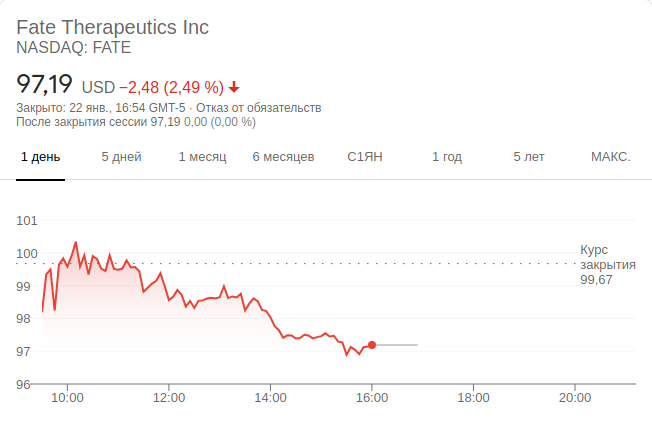 Fate Therapeutics Inc
NASDAQ: FATE
97,19 USD −2,48 (2,49 %)
Закрыто: 22 янв., 16:54 GMT-5 · Отказ от обязательств
После закрытия сессии 97,19 0,00 (0,00 %)
1 день 5 дней 1 месяц 6 месяцев С1ЯН 1 год 5 лет МАКС.
101
100
99
98
97
96
Курс
закрытия
99,67
10:00 12:00 14:00 16:00 18:00 20:00